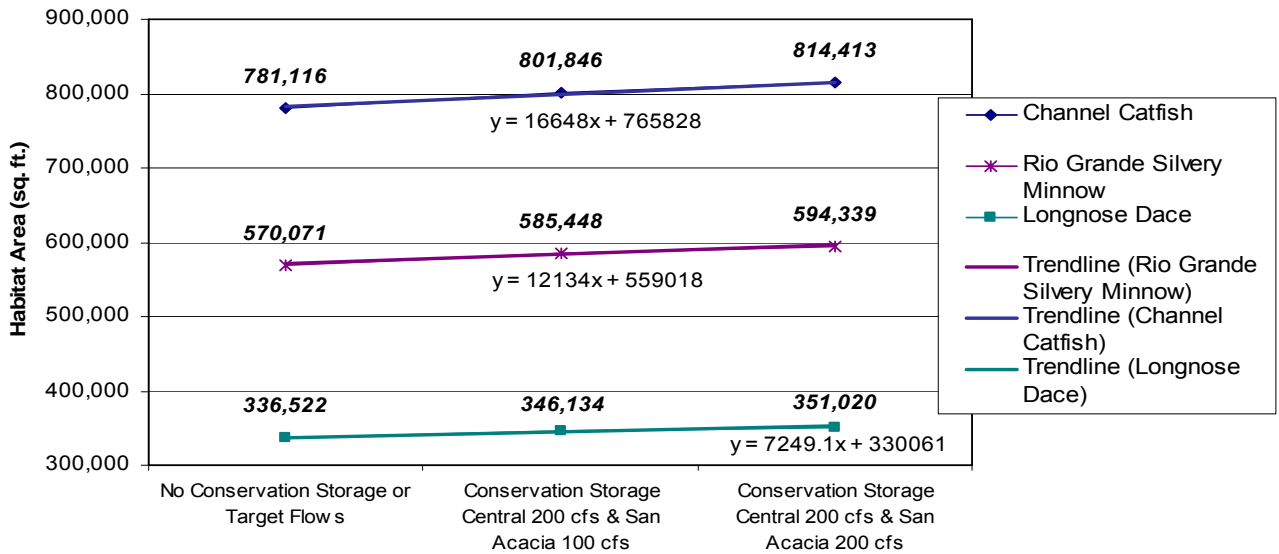 900,000
800,000
700,000
600,000
500,000
400,000
300,000
Habitat Area (sq. ft.)
781,116
801,846
814,413
y = 16648x + 765828
570,071
585,448
594,339
y = 12134x + 559018
336,522
346,134
351,020
y = 7249.1x + 330061
No Conservation Storage or
Target Flows
Conservation Storage
Central 200 cfs & San
Acacia 100 cfs
Conservation Storage
Central 200 cfs & San
Acacia 200 cfs
Channel Catfish
Rio Grande Silvery
Minnow
Longnose Dace
Trendline (Rio Grande
Silvery Minnow)
Trendline (Channel
Catfish)
Trendline (Longnose
Dace)